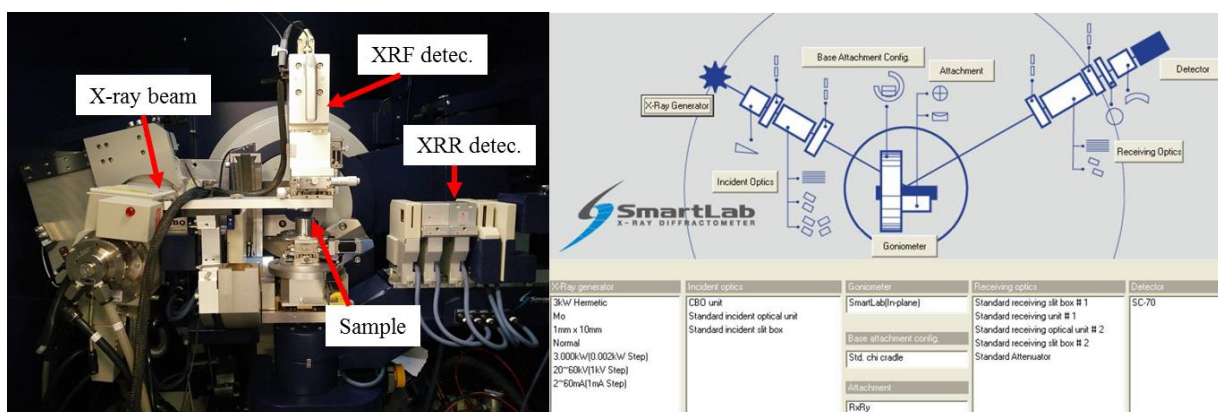 XRF detec.
X-ray beam
XRR detec.
Sample
Base Attachment Config.
Attachment
Detector
X-Ray Generator
Receiving Optics
Incident Optics
SmartLab
X-RAY DIFFRACTOMETER
Goniometer
X-Ray generator
3kW Hermetic
Mo
1mm x 10mm
Normal
3.000kW(0.002kW Step)
20~60kV(1kV Step)
2~60mA(1mA Step)
Incident optics
CBO unit
Standard incident optical unit
Standard incident slit box
Goniometer
SmartLab(In-plane)
Base attachment config.
Std. chi cradle
Attachment
RxRy
Receiving optics
Standard receiving slit box # 1
Standard receiving unit # 1
Standard receiving optical unit # 2
Standard receiving slit box # 2
Standard Attenuator
Detector
SC-70